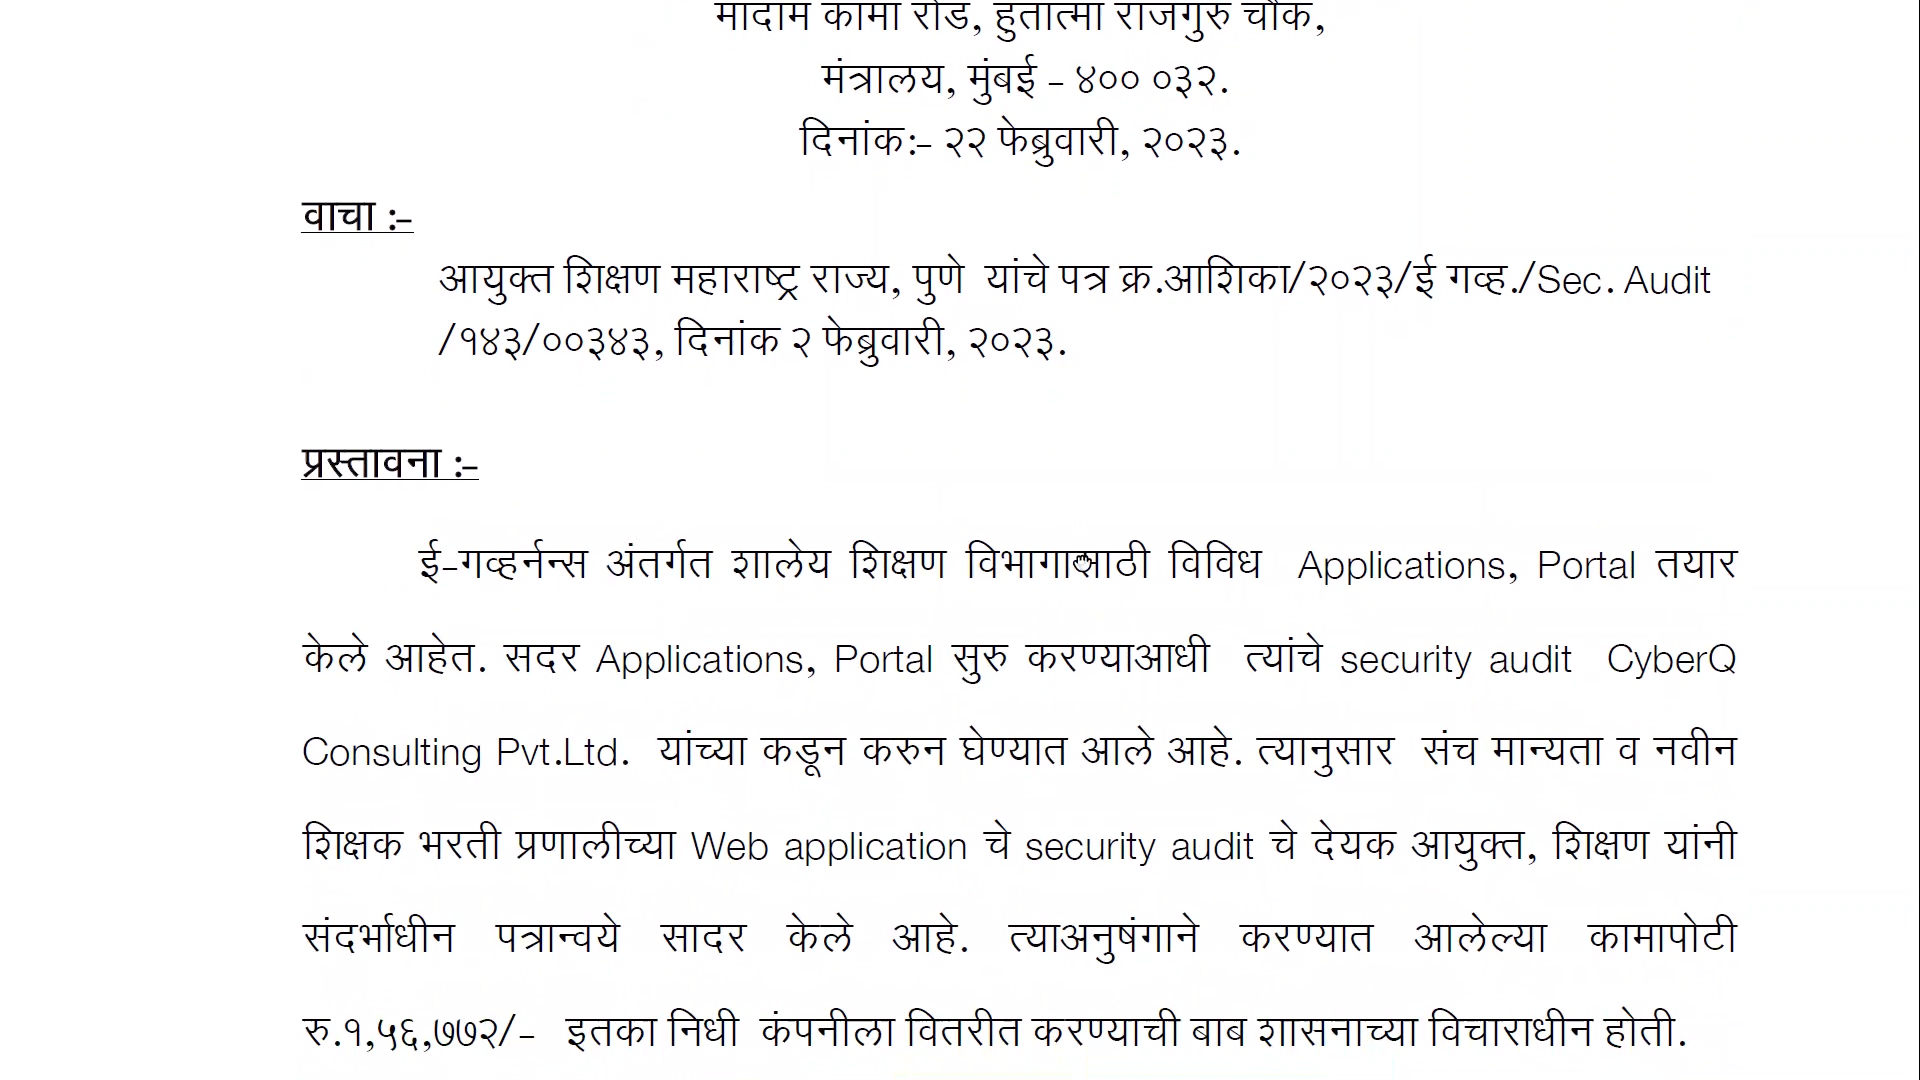 मादाम कामा रोड, हुतात्मा राजगुरु चौक,
मंत्रालय, मुंबई - ४०० ०३२.
दिनांक:- २२ फेब्रुवारी, २०२३.
वाचा :-
आयुक्त शिक्षण महाराष्ट्र राज्य, पुणे यांचे पत्र क्र.आशिका/२०२३/ई गव्ह./Sec. Audit
/१४३/००३४३, दिनांक २ फेब्रुवारी, २०२३.
प्रस्तावना :-
ई-गव्हर्नन्स अंतर्गत शालेय शिक्षण विभागासाठी विविध Applications, Portal तयार
केले आहेत. सदर Applications, Portal सुरु करण्याआधी त्यांचे security audit CyberQ
Consulting Pvt.Ltd. यांच्या कडून करुन घेण्यात आले आहे. त्यानुसार संच मान्यता व नवीन
शिक्षक भरती प्रणालीच्या Web application चे security audit चे देयक आयुक्त, शिक्षण यांनी
संदर्भाधीन पत्रान्वये सादर केले आहे. त्याअनुषंगाने करण्यात आलेल्या कामापोटी
रु.१,५६,७७२/- इतका निधी कंपनीला वितरीत करण्याची बाब शासनाच्या विचाराधीन होती.